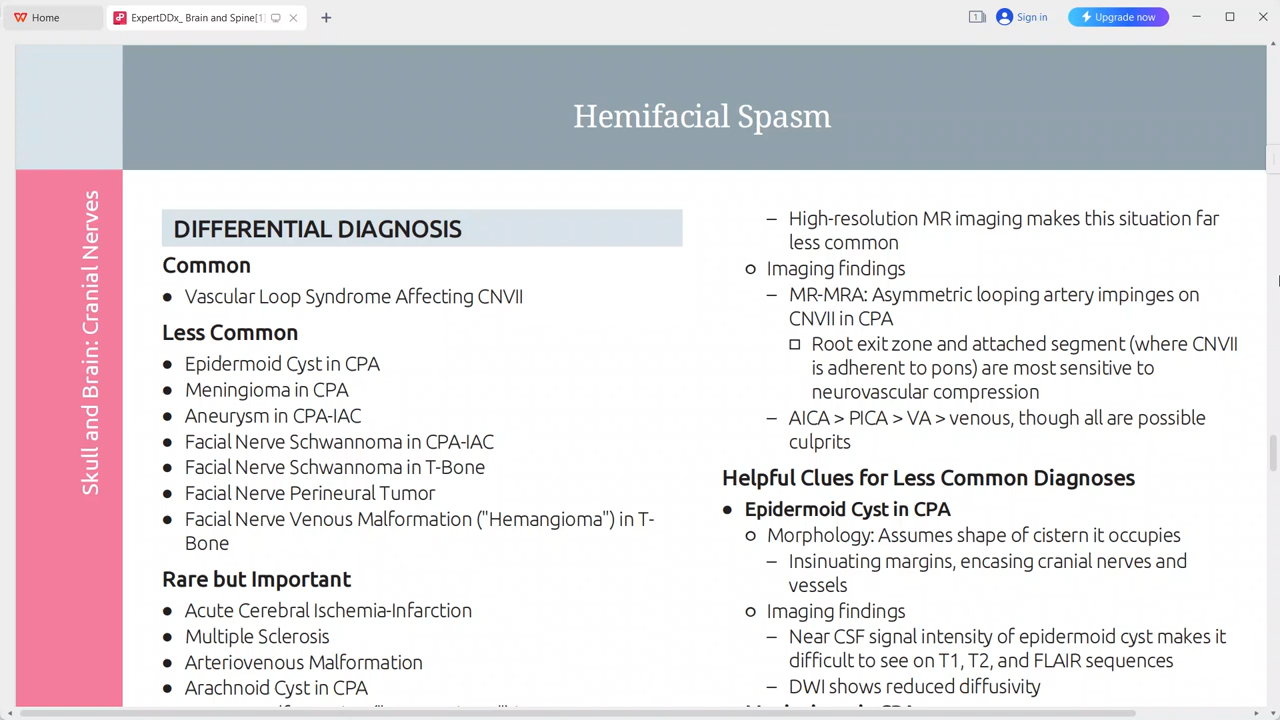 Home
ExpertDDx_ Brain and Spine[1]
1
Sign in
Upgrade now
Hemifacial Spasm
Skull and Brain: Cranial Nerves
DIFFERENTIAL DIAGNOSIS
Common
● Vascular Loop Syndrome Affecting CNVII
Less Common
● Epidermoid Cyst in CPA
● Meningioma in CPA
● Aneurysm in CPA-IAC
● Facial Nerve Schwannoma in CPA-IAC
● Facial Nerve Schwannoma in T-Bone
● Facial Nerve Perineural Tumor
● Facial Nerve Venous Malformation ("Hemangioma") in T-
Bone
Rare but Important
● Acute Cerebral Ischemia-Infarction
● Multiple Sclerosis
● Arteriovenous Malformation
● Arachnoid Cyst in CPA
– High-resolution MR imaging makes this situation far
less common
○ Imaging findings
– MR-MRA: Asymmetric looping artery impinges on
CNVII in CPA
□ Root exit zone and attached segment (where CNVII
is adherent to pons) are most sensitive to
neurovascular compression
– AICA > PICA > VA > venous, though all are possible
culprits
Helpful Clues for Less Common Diagnoses
● Epidermoid Cyst in CPA
○ Morphology: Assumes shape of cistern it occupies
– Insinuating margins, encasing cranial nerves and
vessels
○ Imaging findings
– Near CSF signal intensity of epidermoid cyst makes it
difficult to see on T1, T2, and FLAIR sequences
– DWI shows reduced diffusivity